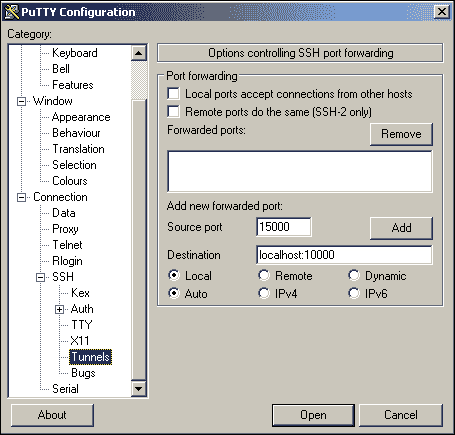 PuTTY Configuration
Category:
Keyboard
Bell
Features
Window
Appearance
Behaviour
Translation
Selection
Colours
Connection
Data
Proxy
Telnet
Rlogin
SSH
Kex
Auth
TTY
X11
Tunnels
Bugs
Serial
Options controlling SSH port forwarding
Port forwarding
Local ports accept connections from other hosts
Remote ports do the same (SSH-2 only)
Forwarded ports:
Remove
Add new forwarded port:
Source port 15000 Add
Destination localhost:10000
Local Remote Dynamic
Auto IPv4 IPv6
About Open Cancel